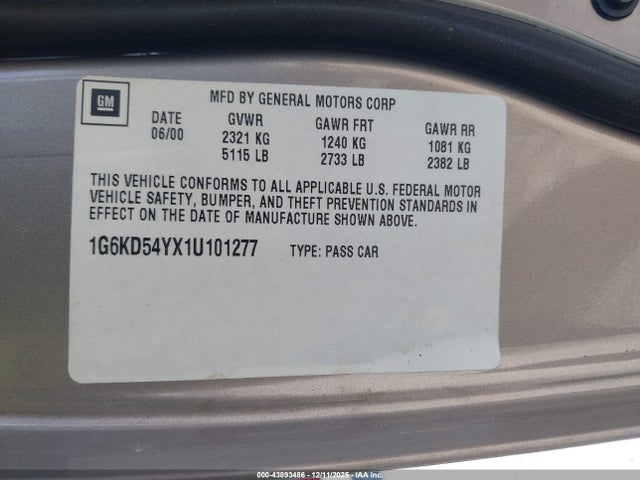 GM
MFD BY GENERAL MOTORS CORP
DATE GVWR GAWR FRT GAWR RR
06/00 2321 KG 1240 KG 1081 KG
5115 LB 2733 LB 2382 LB
THIS VEHICLE CONFORMS TO ALL APPLICABLE U.S. FEDERAL MOTOR
VEHICLE SAFETY, BUMPER, AND THEFT PREVENTION STANDARDS IN
EFFECT ON THE DATE OF MANUFACTURE SHOWN ABOVE.
1G6KD54YX1U101277 TYPE: PASS CAR
00-43893486 - 12/11/2025 - IAAI.COM